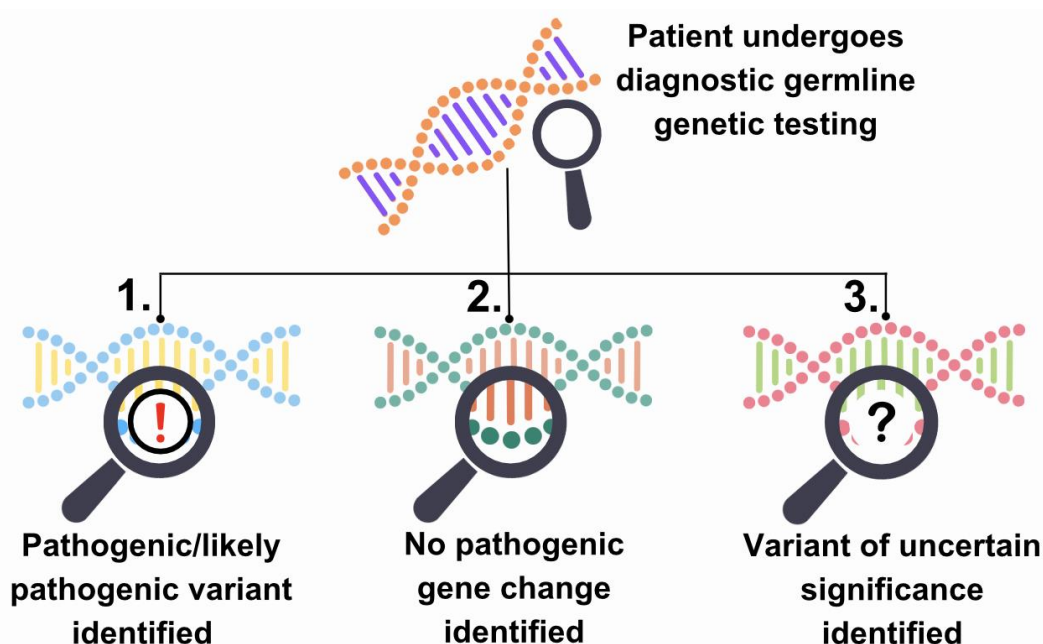 Patient undergoes
diagnostic germline
genetic testing
1.
2.
3.
!
?
Pathogenic/likely
pathogenic variant
identified
No pathogenic
gene change
identified
Variant of uncertain
significance
identified